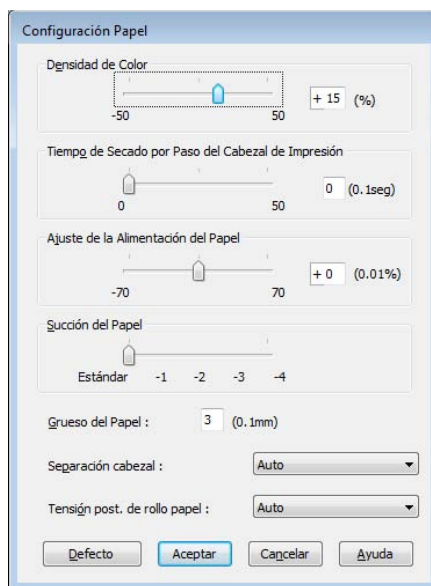 Configuración Papel
Densidad de Color
+ 15 (%)
-50 50
Tiempo de Secado por Paso del Cabezal de Impresión
0 (0.1seg)
0 50
Ajuste de la Alimentación del Papel
+ 0 (0.01%)
-70 70
Succión del Papel
Estándar -1 -2 -3 -4
Grueso del Papel : 3 (0.1mm)
Separación cabezal : Auto
Tensión post. de rollo papel : Auto
Defecto Aceptar Cancelar Ayuda